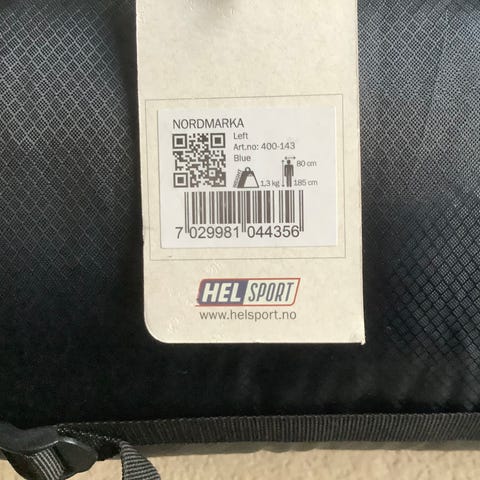 NORDMARKA
Left
Art.no: 400-143
Blue
80 cm
1,3 kg
185 cm
7 029981 044356
HELSPORT
www.helsport.no